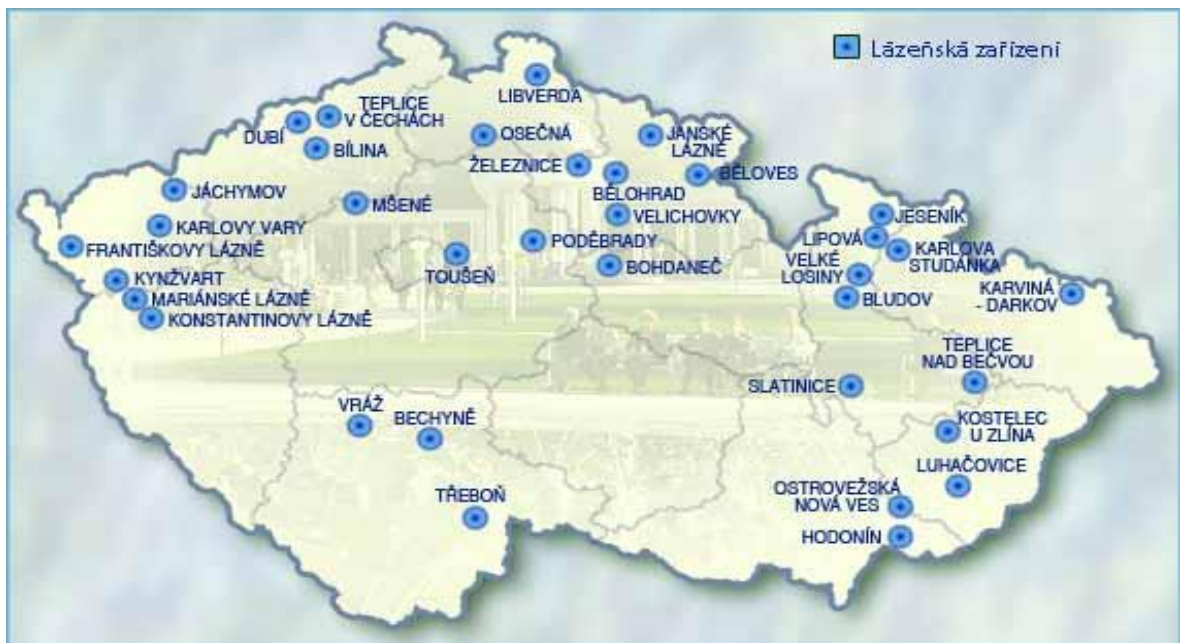 Lázeňská zařízení
LIBVERDA
TEPLICE
V ČECHÁCH
DUBÍ
BÍLINA
OSEČNÁ
JANSKÉ
LÁZNĚ
ŽELEZNICE
BĚLOVES
BĚLOHRAD
JÁCHYMOV
MŠENÉ
VELICHOVKY
JESENÍK
KARLOVY VARY
LIPOVÁ
FRANTIŠKOVY LÁZNĚ
PODĚBRADY
KARLOVA
STUDÁNKA
TOUŠEŇ
BOHDANEČ
VELKÉ
LOSINY
KYNŽVART
MARIÁNSKÉ LÁZNĚ
BLUDOV
KARVINÁ
- DARKOV
KONSTANTINOVY LÁZNĚ
TEPLICE
NAD BEČVOU
SLATINICE
VRÁŽ
BECHYNĚ
KOSTELEC
U ZLÍNA
LUHAČOVICE
TŘEBOŇ
OSTROVEŽSKÁ
NOVÁ VES
HODONÍN